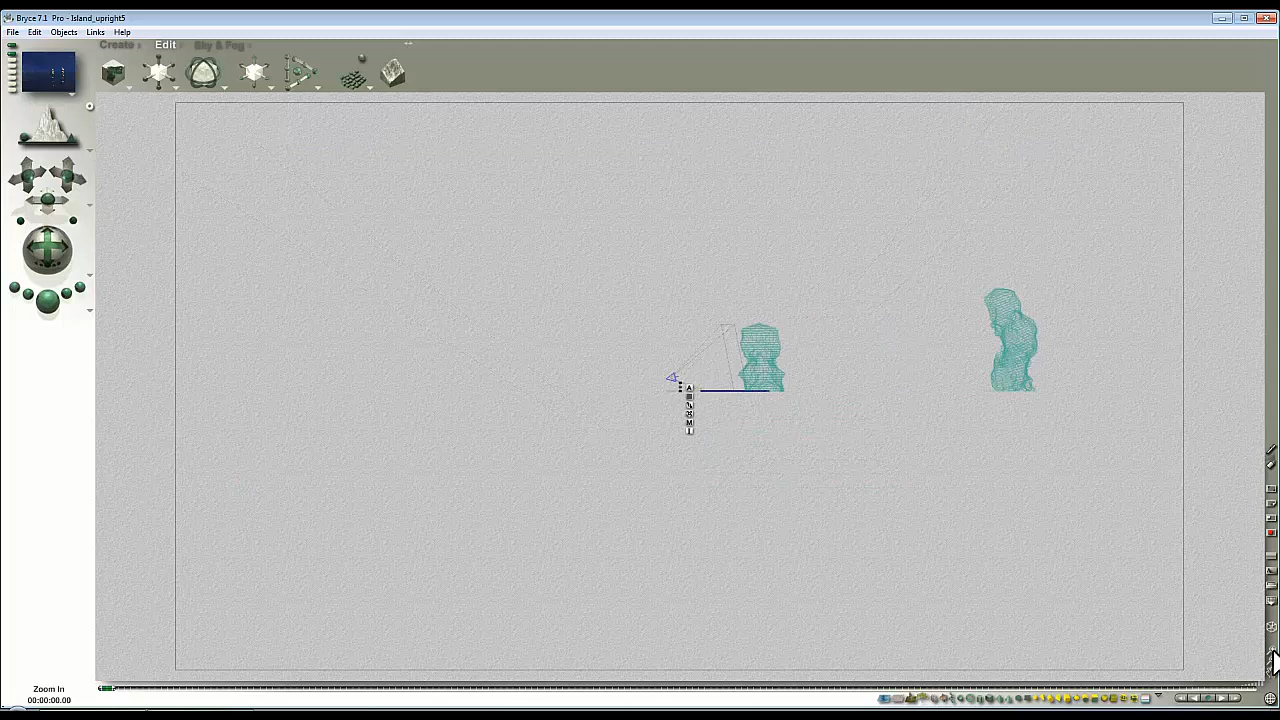 Bryce 7.1 Pro - Island_upright5
File Edit Objects Links Help
Create Edit Sky & Fog
A
M
Zoom In
00:00:00.00